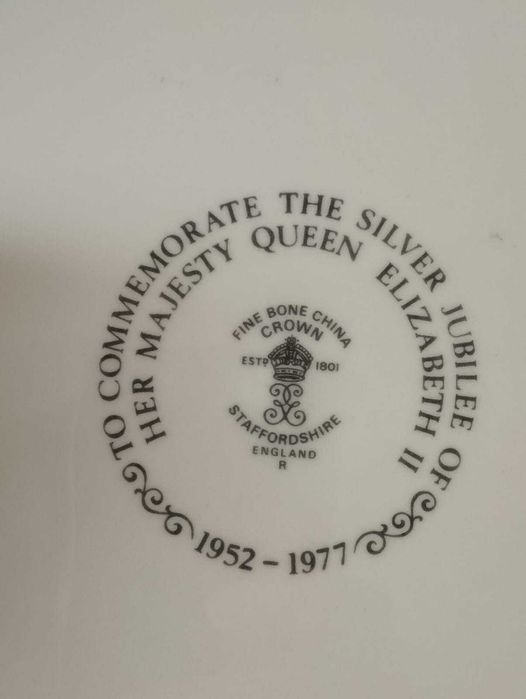 TO COMMEMORATE THE SILVER JUBILEE OF
HER MAJESTY QUEEN ELIZABETH II
FINE BONE CHINA
CROWN
ESTD 1801
STAFFORDSHIRE
ENGLAND
R
1952 - 1977